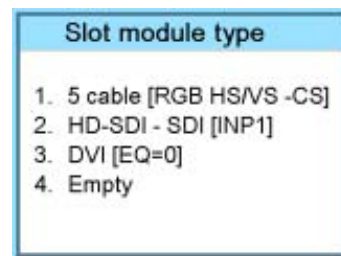 Slot module type
1. 5 cable [RGB HS/VS -CS]
2. HD-SDI - SDI [INP1]
3. DVI [EQ=0]
4. Empty